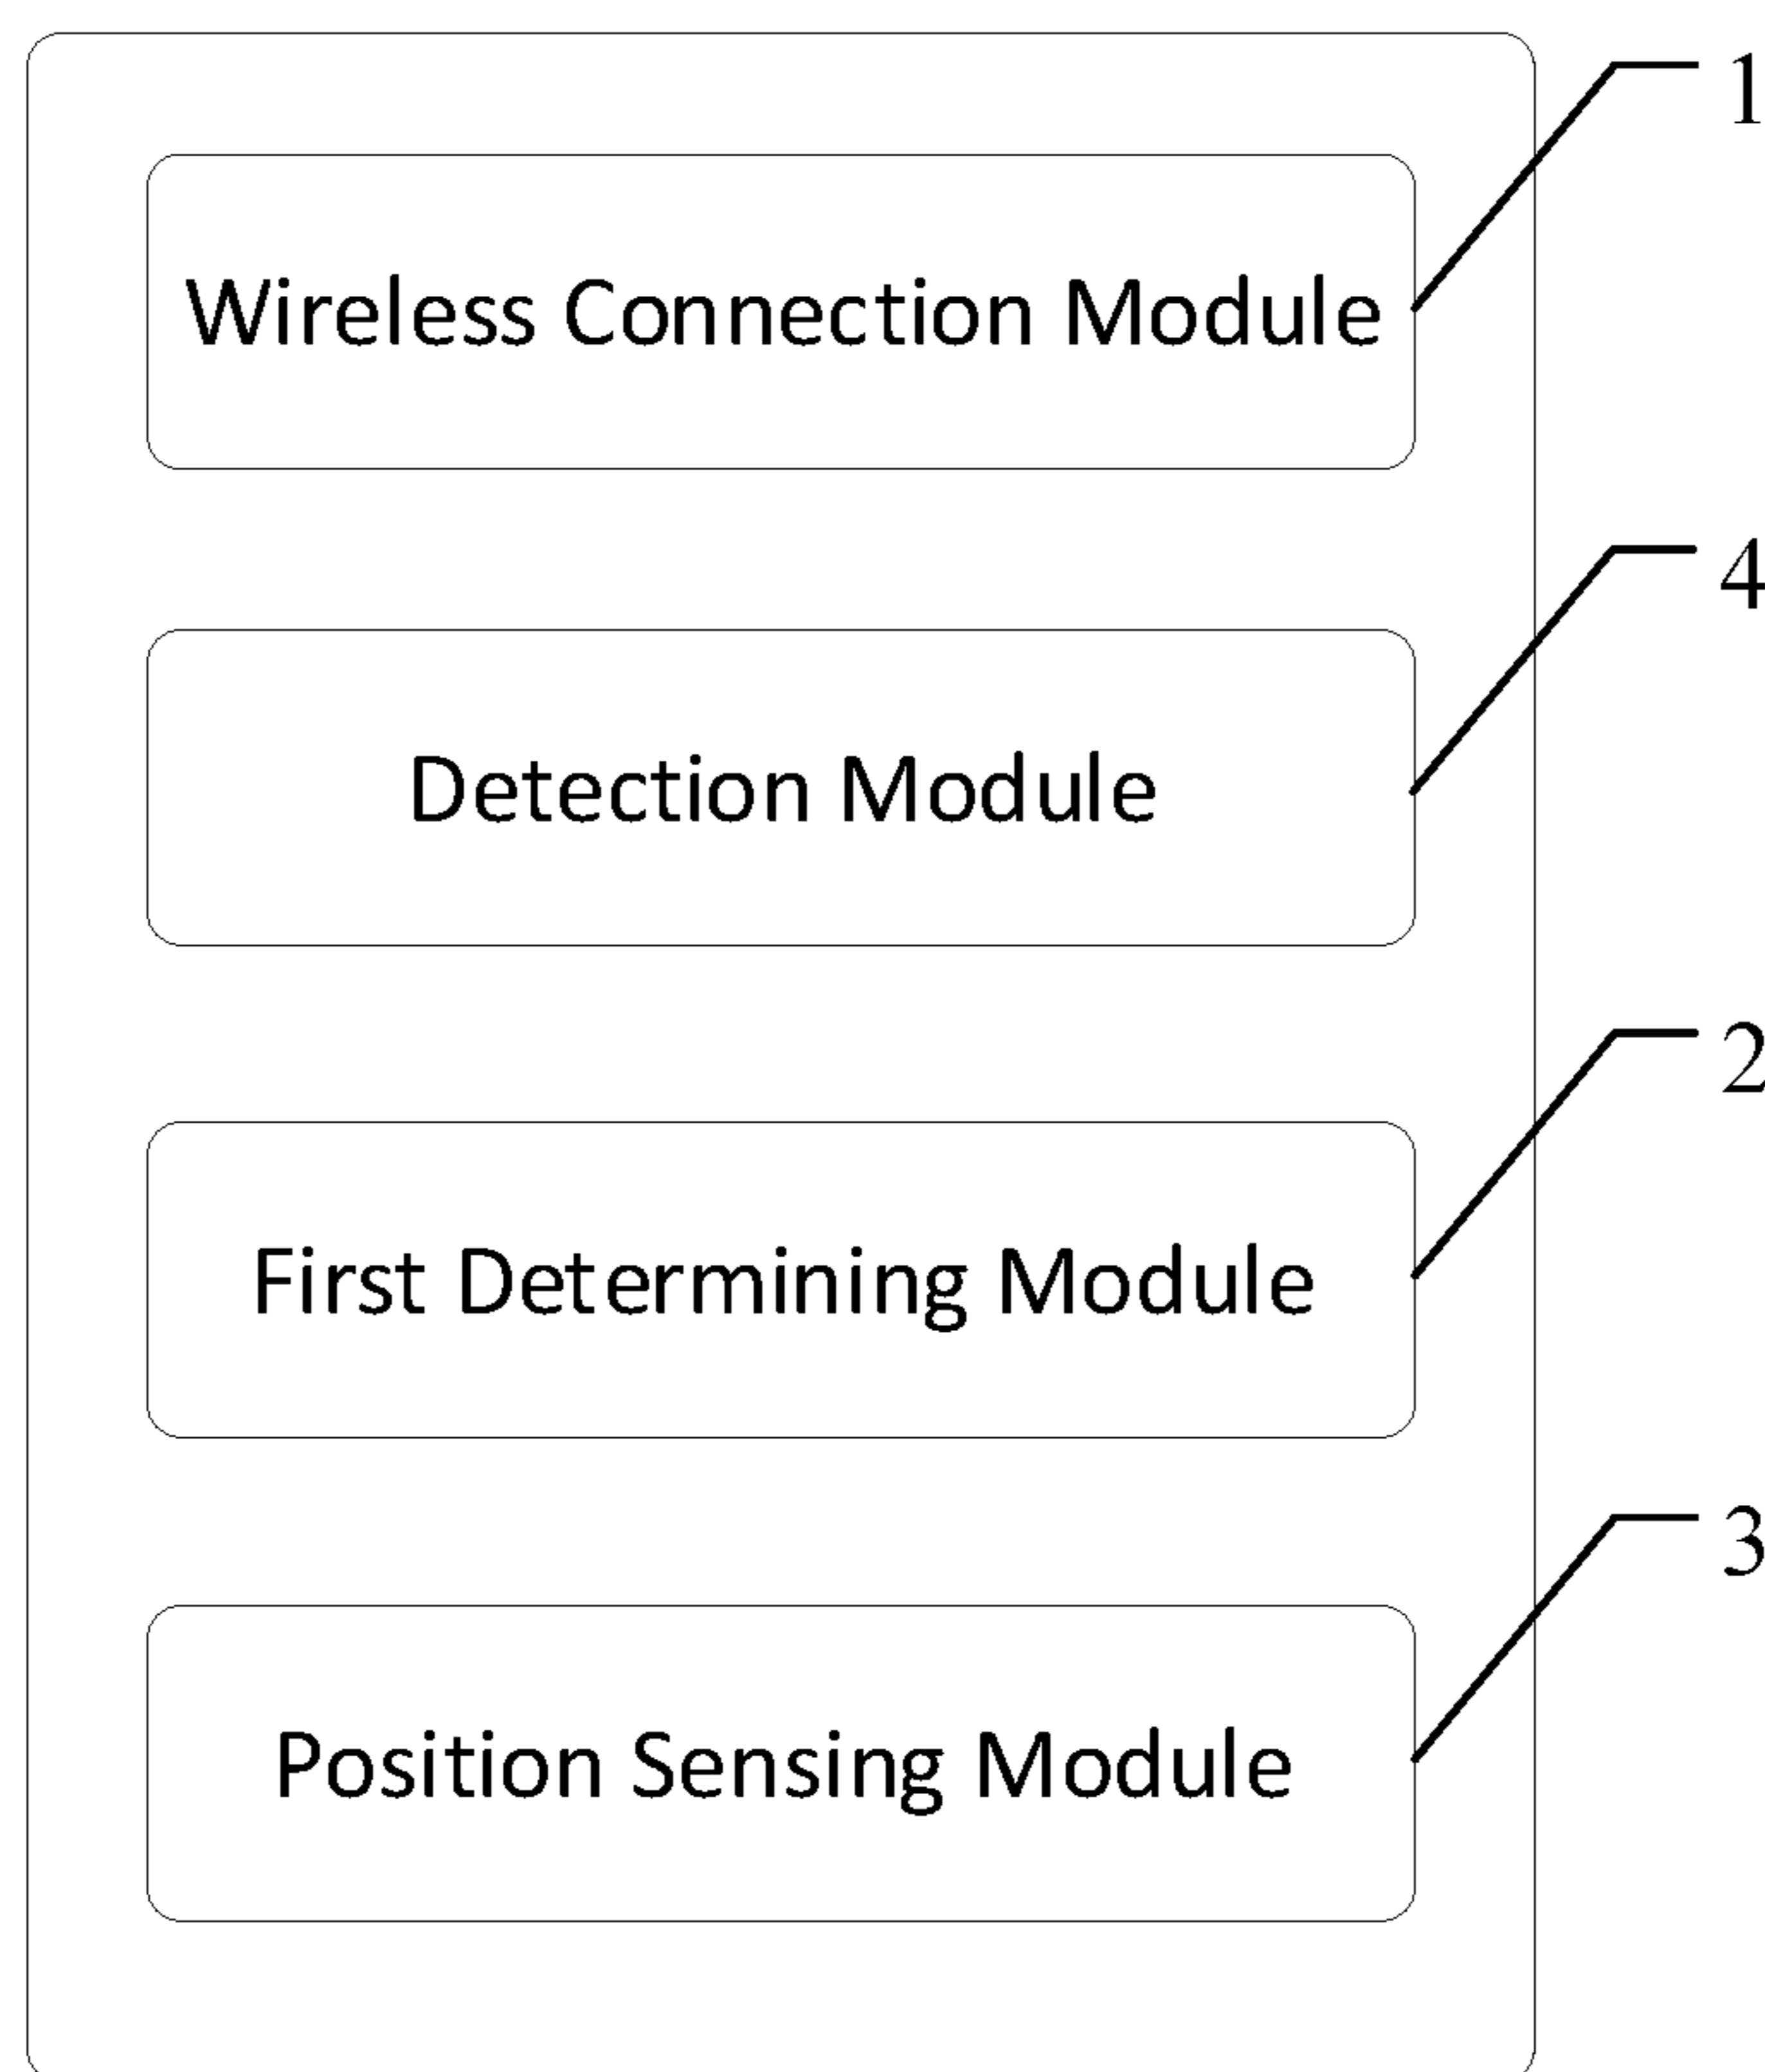 1
Wireless Connection Module
4
Detection Module
2
First Determining Module
3
Position Sensing Module